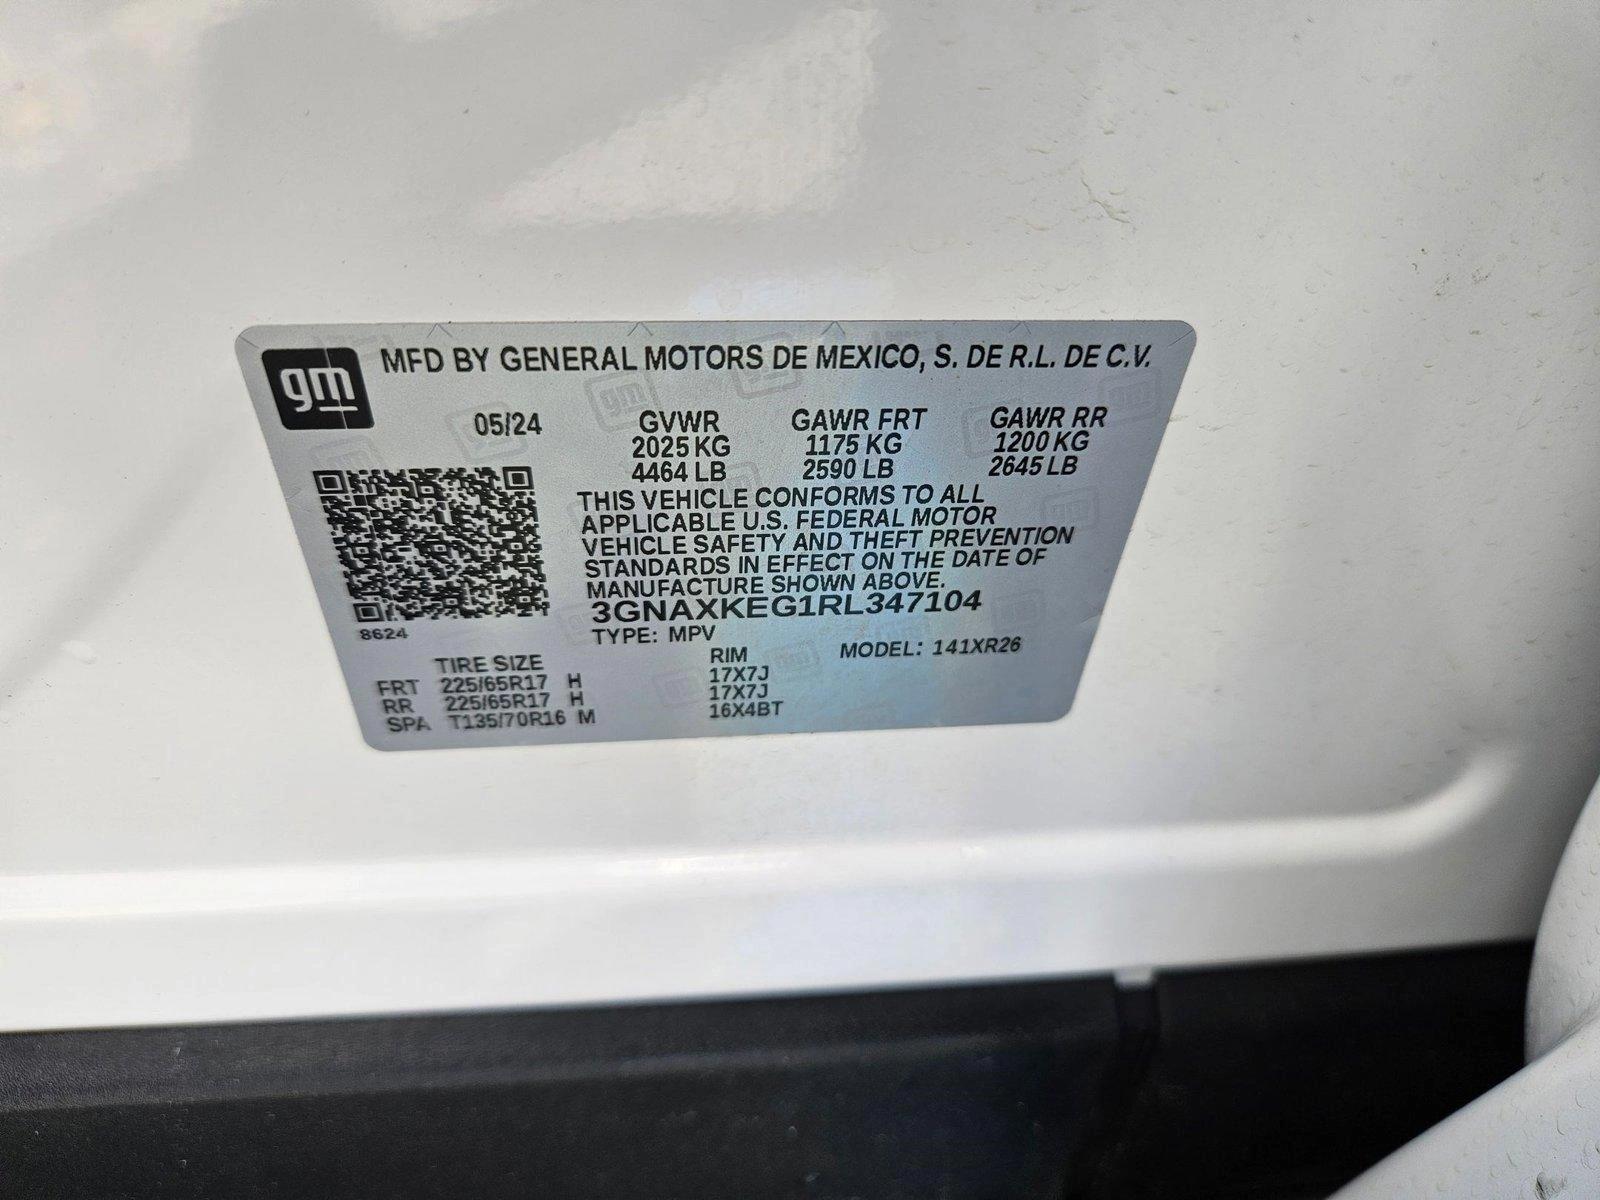 gm MFD BY GENERAL MOTORS DE MEXICO, S. DE R.L. DE C.V.
05/24 GVWR GAWR FRT GAWR RR
2025 KG 1175 KG 1200 KG
4464 LB 2590 LB 2645 LB
THIS VEHICLE CONFORMS TO ALL
APPLICABLE U.S. FEDERAL MOTOR
VEHICLE SAFETY AND THEFT PREVENTION
STANDARDS IN EFFECT ON THE DATE OF
MANUFACTURE SHOWN ABOVE.
3GNAXKEG1RL347104
8624
TYPE: MPV MODEL: 141XR26
TIRE SIZE RIM
FRT 225/65R17 H 17X7J
RR 225/65R17 H 17X7J
SPA T135/70R16 M 16X4BT